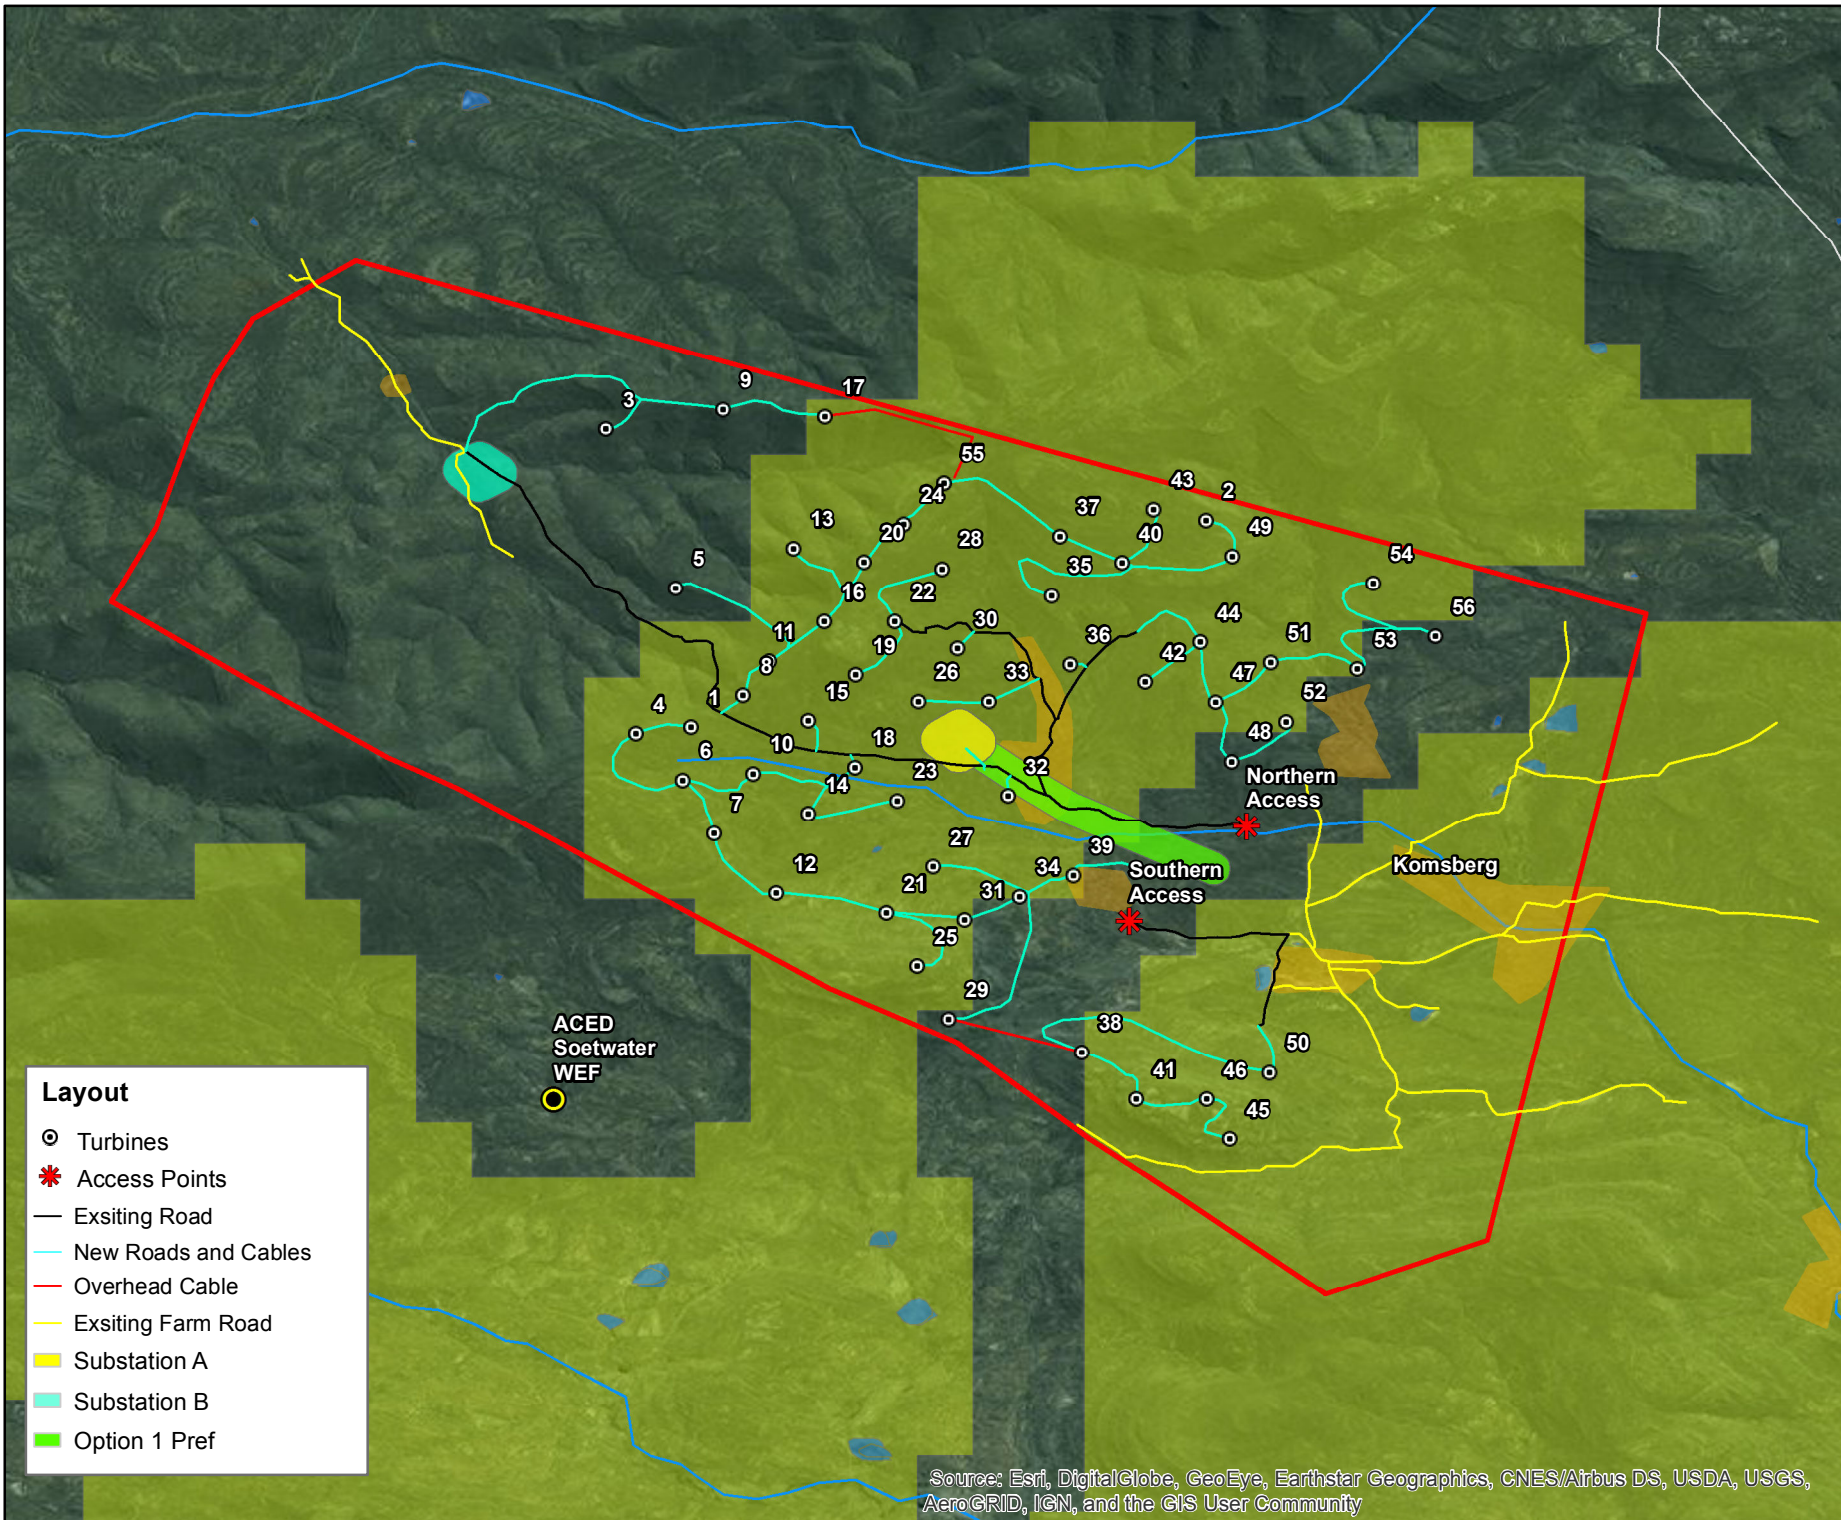 9
17
3
55
43
2
24
37
13
20
40
49
28
54
5
35
16
22
56
30
44
11
36
51
53
19
42
8
26
33
47
15
52
1
4
18
48
10
6
32
23
Northern
Access
14
7
27
39
12
Komsberg
34
Southern
Access
21
31
25
29
38
ACED
Soetwater
WEF
50
41
46
45
Layout
Turbines
Access Points
Exsiting Road
New Roads and Cables
Overhead Cable
Exsiting Farm Road
Substation A
Substation B
Option 1 Pref
Source: Esri, DigitalGlobe, GeoEye, Earthstar Geographics, CNES/Airbus DS, USDA, USGS,
AeroGRID, IGN, and the GIS User Community